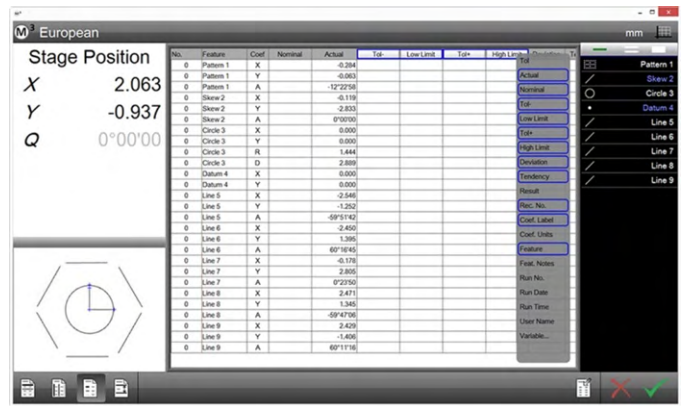 M³ European
mm
Stage Position
X 2.063
Y -0.937
Q 0°00'00
No. Feature Coef. Nominal Actual Tol- Low Limit Tol+ High Limit Deviation
0 Pattern 1 X -0.284
0 Pattern 1 Y -0.063
0 Pattern 1 A -12°22'58
0 Skew 2 X -0.119
0 Skew 2 Y -2.833
0 Skew 2 A 0°00'00
0 Circle 3 X 0.000
0 Circle 3 Y 0.000
0 Circle 3 R 1.444
0 Circle 3 D 2.889
0 Datum 4 X 0.000
0 Datum 4 Y 0.000
0 Line 5 X -2.546
0 Line 5 Y -1.252
0 Line 5 A -59°51'42
0 Line 6 X -2.450
0 Line 6 Y 1.395
0 Line 6 A 60°16'45
0 Line 7 X -0.178
0 Line 7 Y 2.805
0 Line 7 A 0°23'50
0 Line 8 X 2.471
0 Line 8 Y 1.345
0 Line 8 A -59°47'06
0 Line 9 X 2.429
0 Line 9 Y -1.406
0 Line 9 A 60°11'16
Tol
Actual
Nominal
Tol-
Low Limit
Tol+
High Limit
Deviation
Tendency
Result
Rec. No.
Coef. Label
Coef. Units
Feature
Feat. Notes
Run No.
Run Date
Run Time
User Name
Variable...
Pattern 1
Skew 2
Circle 3
Datum 4
Line 5
Line 6
Line 7
Line 8
Line 9